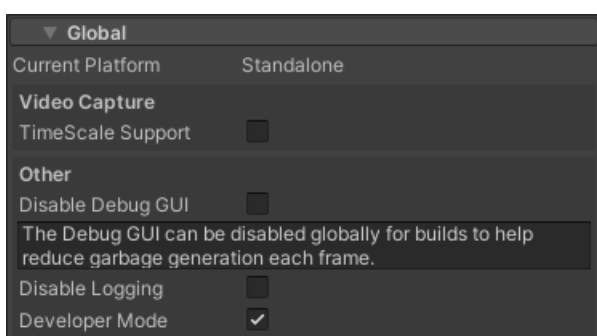 Global
Current Platform Standalone
Video Capture
TimeScale Support
Other
Disable Debug GUI
The Debug GUI can be disabled globally for builds to help
reduce garbage generation each frame.
Disable Logging
Developer Mode